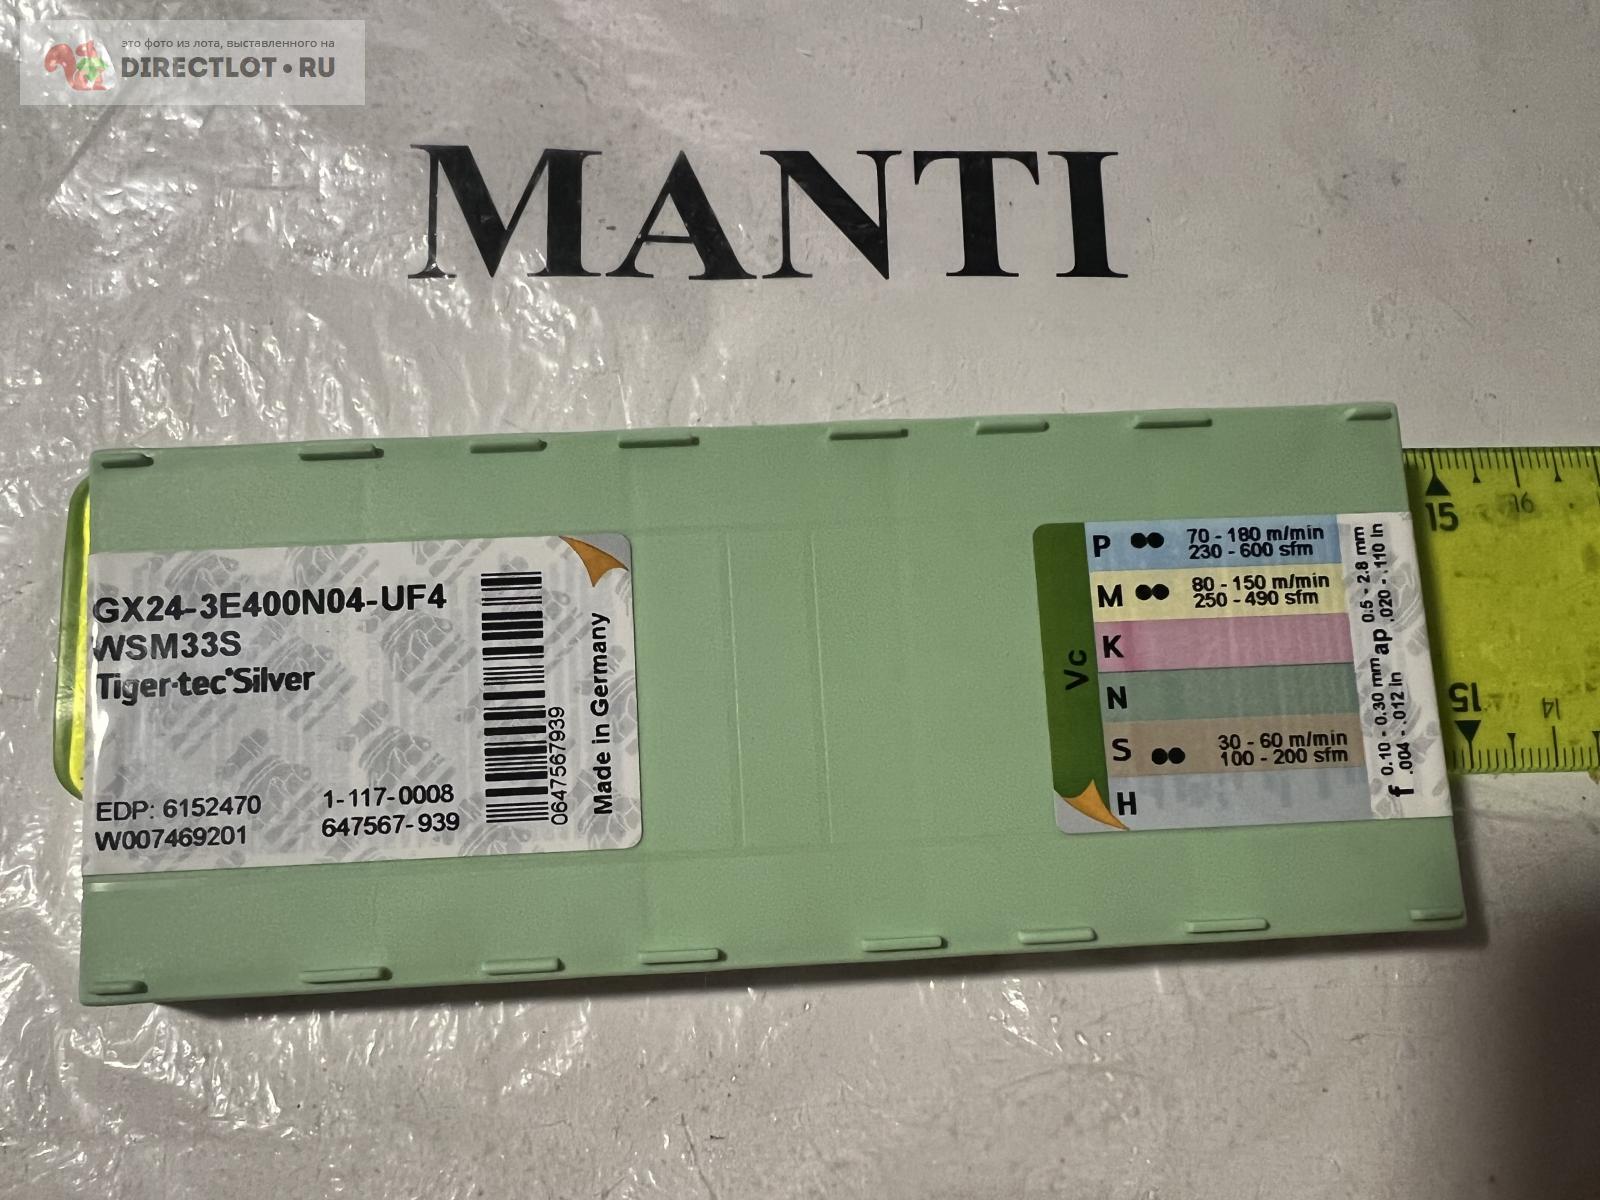 это фото из лота, выставленного на
DIRECTLOT•RU
MANTI
GX24-3E400N04-UF4
WSM33S
Tiger·tec®Silver
EDP: 6152470
W007469201
1-117-0008
647567-939
0647567939
Made in Germany
Vc
P 70 - 180 m/min
230 - 600 sfm
M 80 - 150 m/min
250 - 490 sfm
K
N
S 30 - 60 m/min
100 - 200 sfm
H
f 0.10 - 0.30 mm
.004 - .012 in
ap 0.5 - 2.8 mm
.020 - .110 in
15 16
15 14